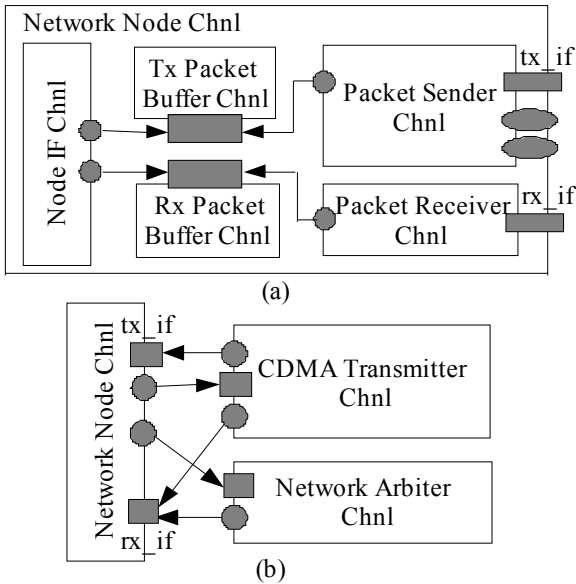 Network Node Chnl
Node IF Chnl
Tx Packet
Buffer Chnl
Rx Packet
Buffer Chnl
Packet Sender
Chnl
tx_if
Packet Receiver
Chnl
rx_if
(a)
Network Node Chnl
tx_if
rx_if
CDMA Transmitter
Chnl
Network Arbiter
Chnl
(b)